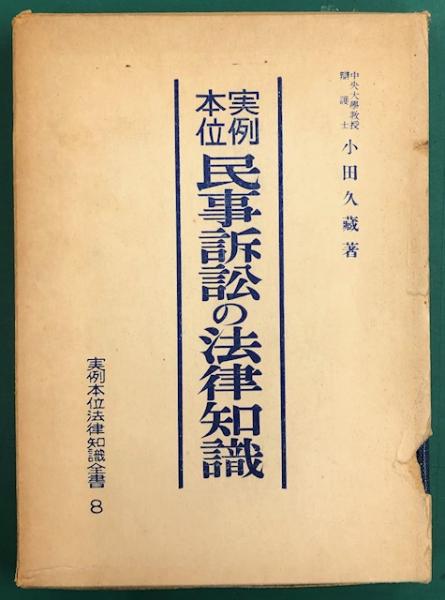 中央大學教授
辯護士
小田久藏著
実例
本位
民事訴訟の法律知識
実例本位法律知識全書 8